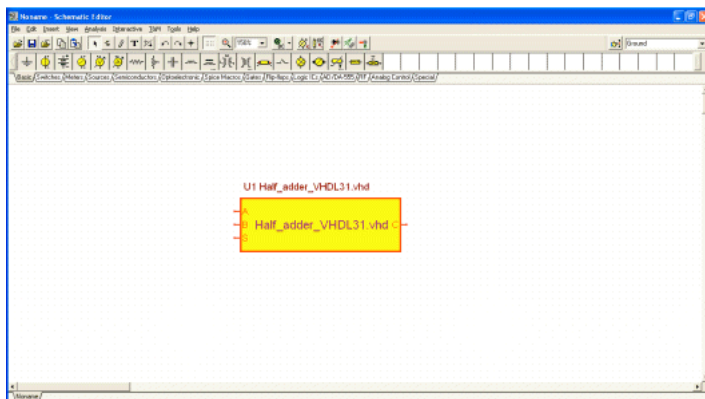 Noname - Schematic Editor
File Edit Insert View Analysis Interactive T&M Tools Help
150%
Ground
Basic Switches Meters Sources Semiconductors Optoelectronic Spice Macros Gates Flip-flops Logic ICs AD/DA-555 RF Analog Control Special
U1 Half_adder_VHDL31.vhd
A
B Half_adder_VHDL31.vhd C
S
Noname